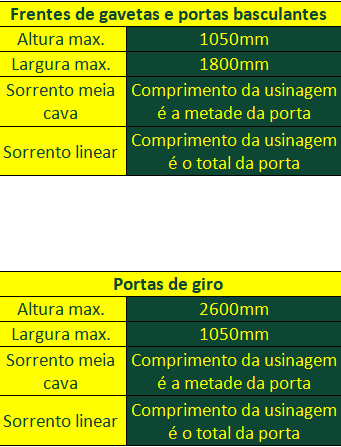 Frentes de gavetas e portas basculantes
Altura max. 1050mm
Largura max. 1800mm
Sorrento meia cava Comprimento da usinagem é a metade da porta
Sorrento linear Comprimento da usinagem é o total da porta
Portas de giro
Altura max. 2600mm
Largura max. 1050mm
Sorrento meia cava Comprimento da usinagem é a metade da porta
Sorrento linear Comprimento da usinagem é o total da porta